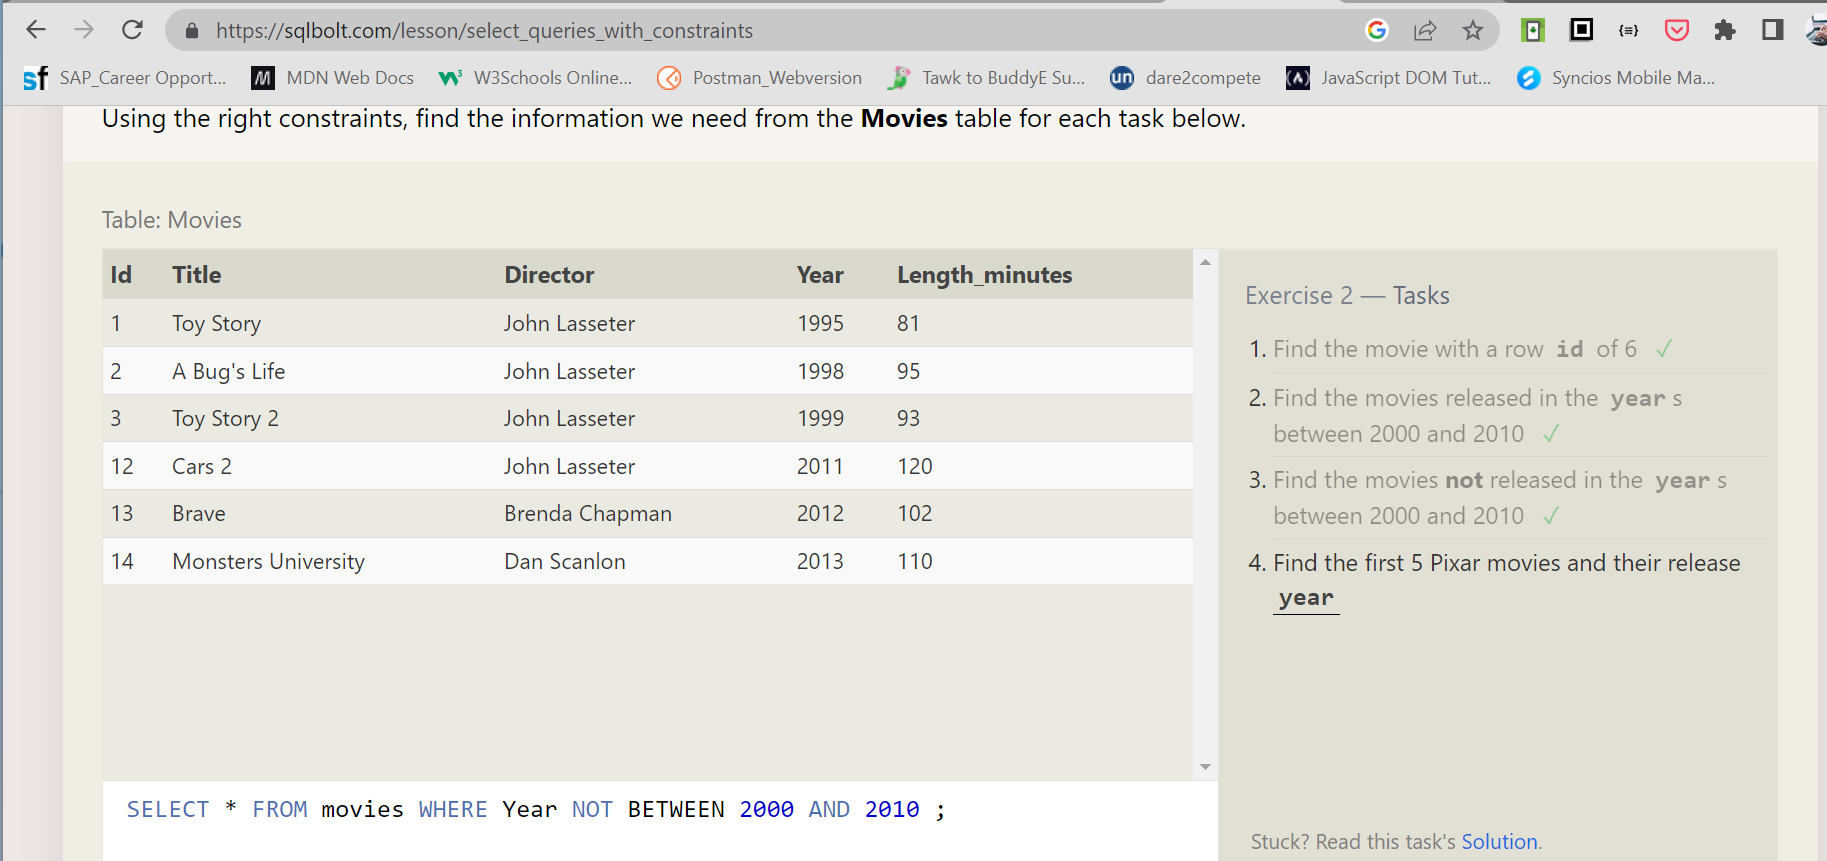 https://sqlbolt.com/lesson/select_queries_with_constraints
SAP_Career Opport... MDN Web Docs W3Schools Online... Postman_Webversion Tawk to BuddyE Su... dare2compete JavaScript DOM Tut... Syncios Mobile Ma...
Using the right constraints, find the information we need from the Movies table for each task below.
Table: Movies
Id Title Director Year Length_minutes
1 Toy Story John Lasseter 1995 81
2 A Bug's Life John Lasseter 1998 95
3 Toy Story 2 John Lasseter 1999 93
12 Cars 2 John Lasseter 2011 120
13 Brave Brenda Chapman 2012 102
14 Monsters University Dan Scanlon 2013 110
SELECT * FROM movies WHERE Year NOT BETWEEN 2000 AND 2010 ;
Exercise 2 — Tasks
1. Find the movie with a row id of 6 ✓
2. Find the movies released in the year s
between 2000 and 2010 ✓
3. Find the movies not released in the year s
between 2000 and 2010 ✓
4. Find the first 5 Pixar movies and their release
year
Stuck? Read this task's Solution.